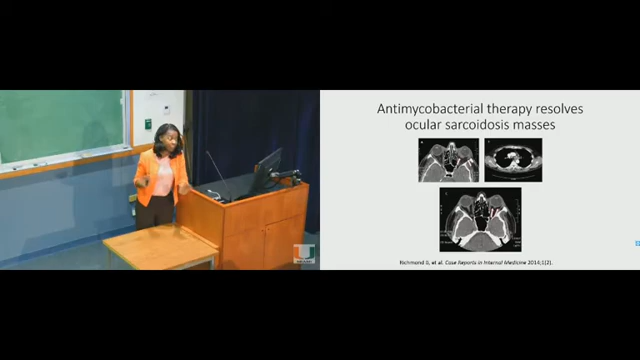 Antimycobacterial therapy resolves
ocular sarcoidosis masses
Richmond B, et al. Case Reports in Internal Medicine 2014;1(2).